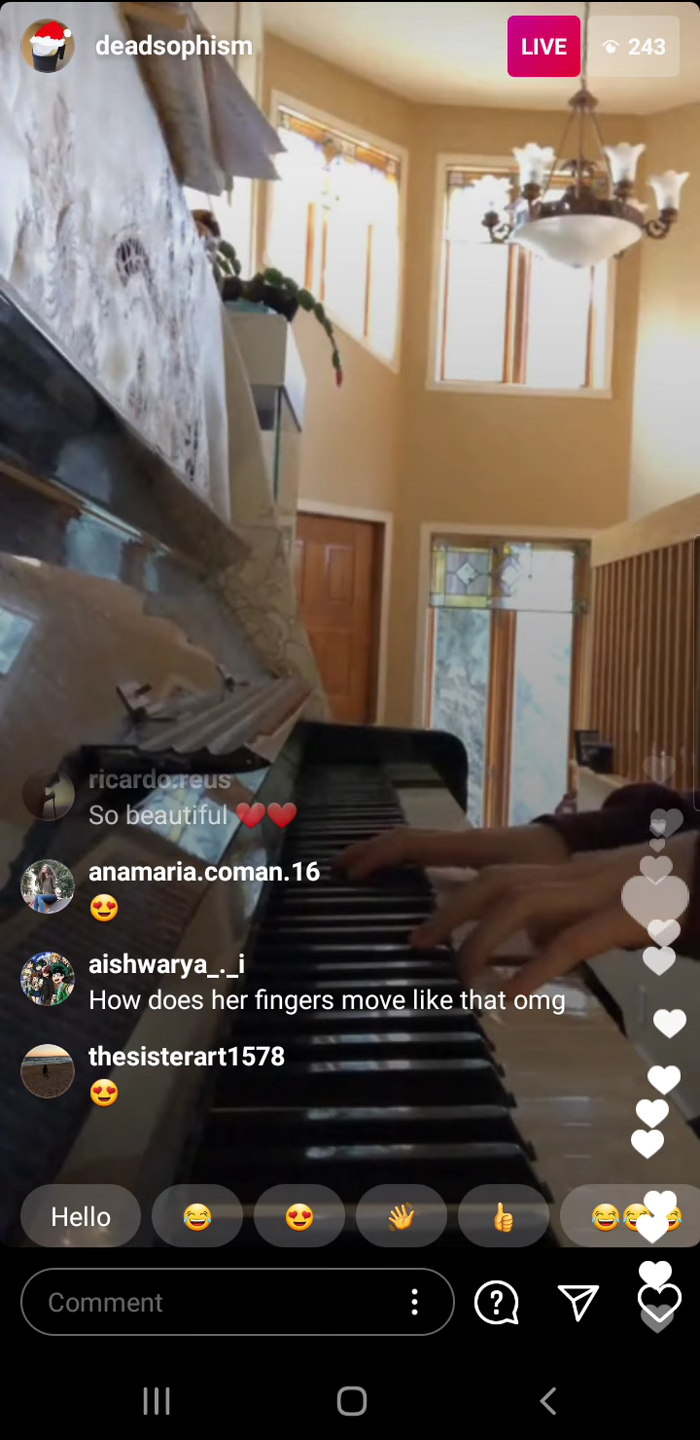 deadsophism
LIVE
243
ricardo.reus
So beautiful ❤️❤️
anamaria.coman.16
😍
aishwarya_._i
How does her fingers move like that omg
thesisterart1578
😍
Hello 😂 😍 👋 👍 😂😂😂
Comment